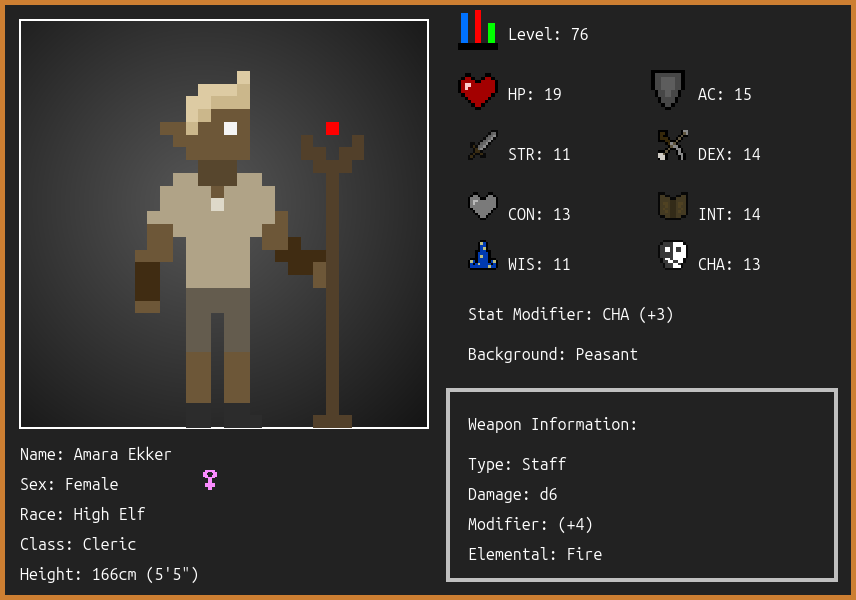 Level: 76
HP: 19
AC: 15
STR: 11
DEX: 14
CON: 13
INT: 14
WIS: 11
CHA: 13
Stat Modifier: CHA (+3)
Background: Peasant
Weapon Information:
Type: Staff
Damage: d6
Modifier: (+4)
Elemental: Fire
Name: Amara Ekker
Sex: Female
Race: High Elf
Class: Cleric
Height: 166cm (5'5")